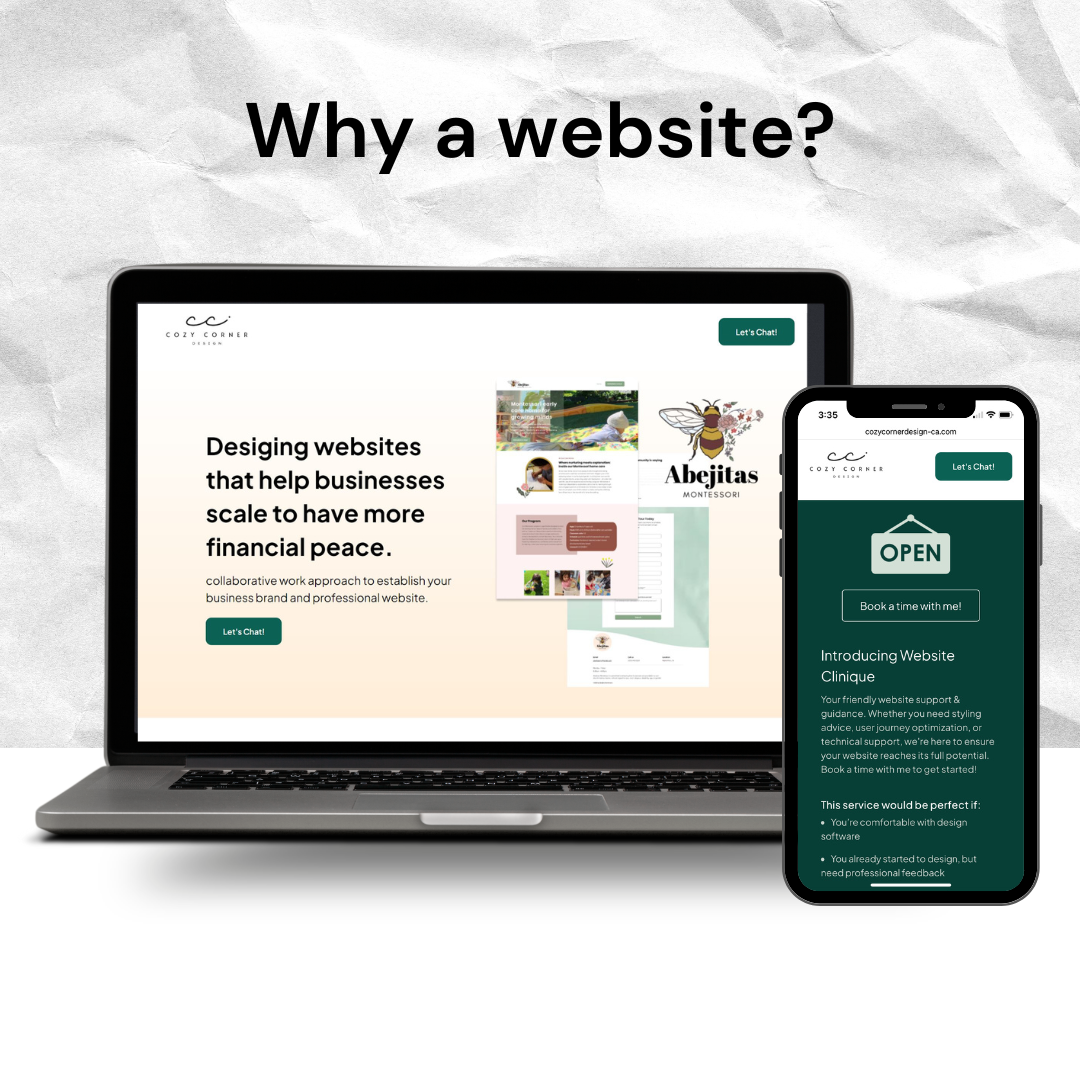 Why a website?
cc
COZY CORNER
DESIGN
Let's Chat!
Desiging websites
that help businesses
scale to have more
financial peace.
collaborative work approach to establish your
business brand and professional website.
Let's Chat!
Abejitas
MONTESSORI
Our Program
3:35
cozycornerdesign-ca.com
cc
COZY CORNER
DESIGN
Let's Chat!
OPEN
Book a time with me!
Introducing Website
Clinique
Your friendly website support &
guidance. Whether you need styling
advice, user journey optimization, or
technical support, we're here to ensure
your website reaches its full potential.
Book a time with me to get started!
This service would be perfect if:
• You're comfortable with design
software
• You already started to design, but
need professional feedback